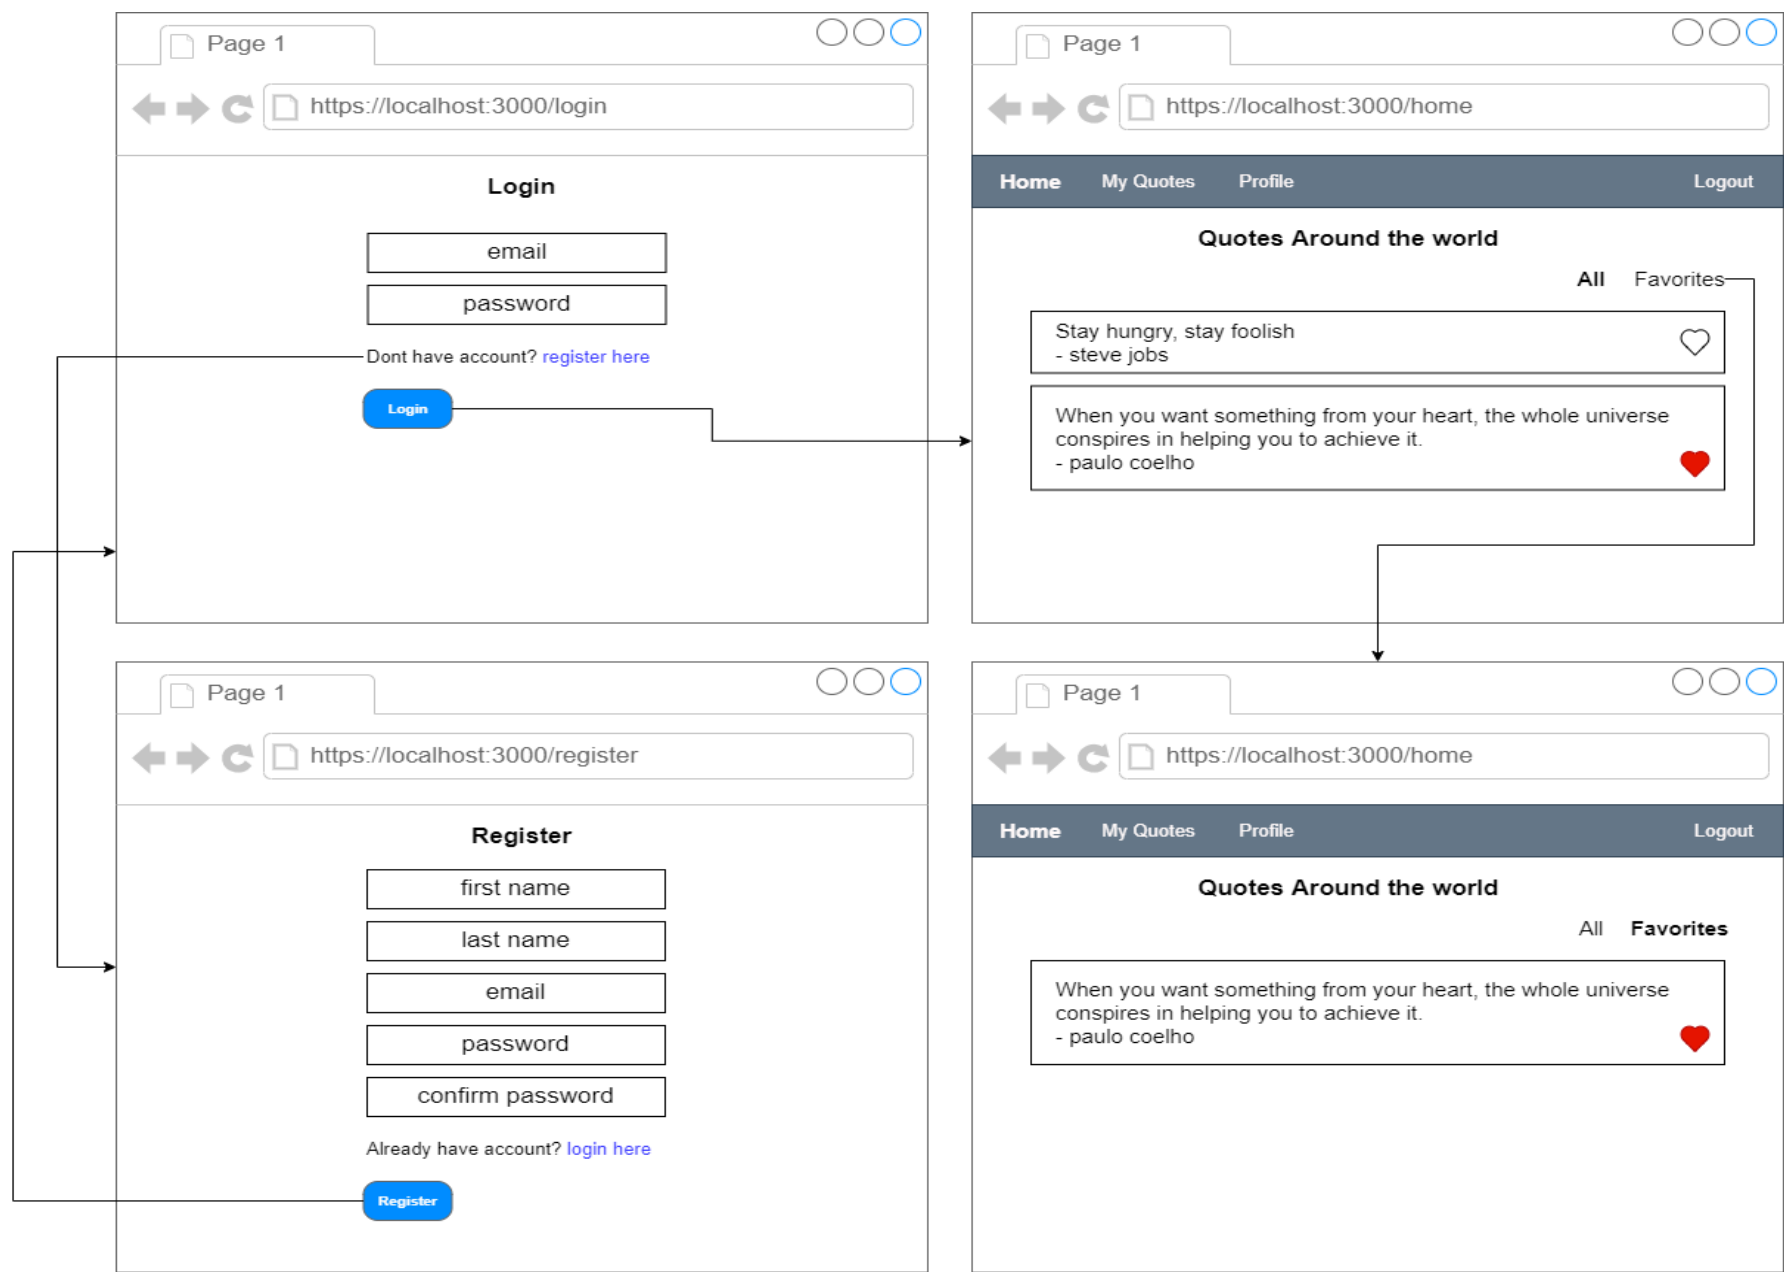 Page 1
https://localhost:3000/login
Login
email
password
Dont have account? register here
Login
Page 1
https://localhost:3000/home
Home My Quotes Profile Logout
Quotes Around the world
All Favorites
Stay hungry, stay foolish
- steve jobs
When you want something from your heart, the whole universe
conspires in helping you to achieve it.
- paulo coelho
Page 1
https://localhost:3000/register
Register
first name
last name
email
password
confirm password
Already have account? login here
Register
Page 1
https://localhost:3000/home
Home My Quotes Profile Logout
Quotes Around the world
All Favorites
When you want something from your heart, the whole universe
conspires in helping you to achieve it.
- paulo coelho